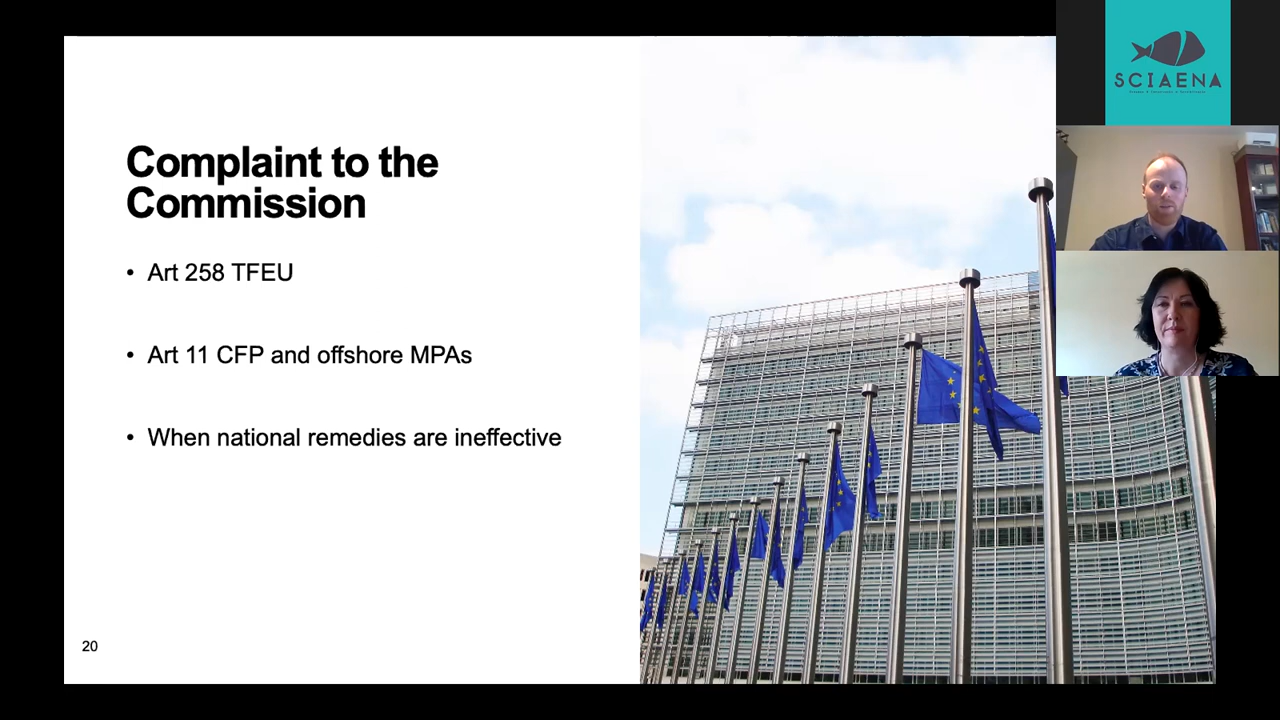 Complaint to the
Commission
• Art 258 TFEU
• Art 11 CFP and offshore MPAs
• When national remedies are ineffective
20
SCIAENA